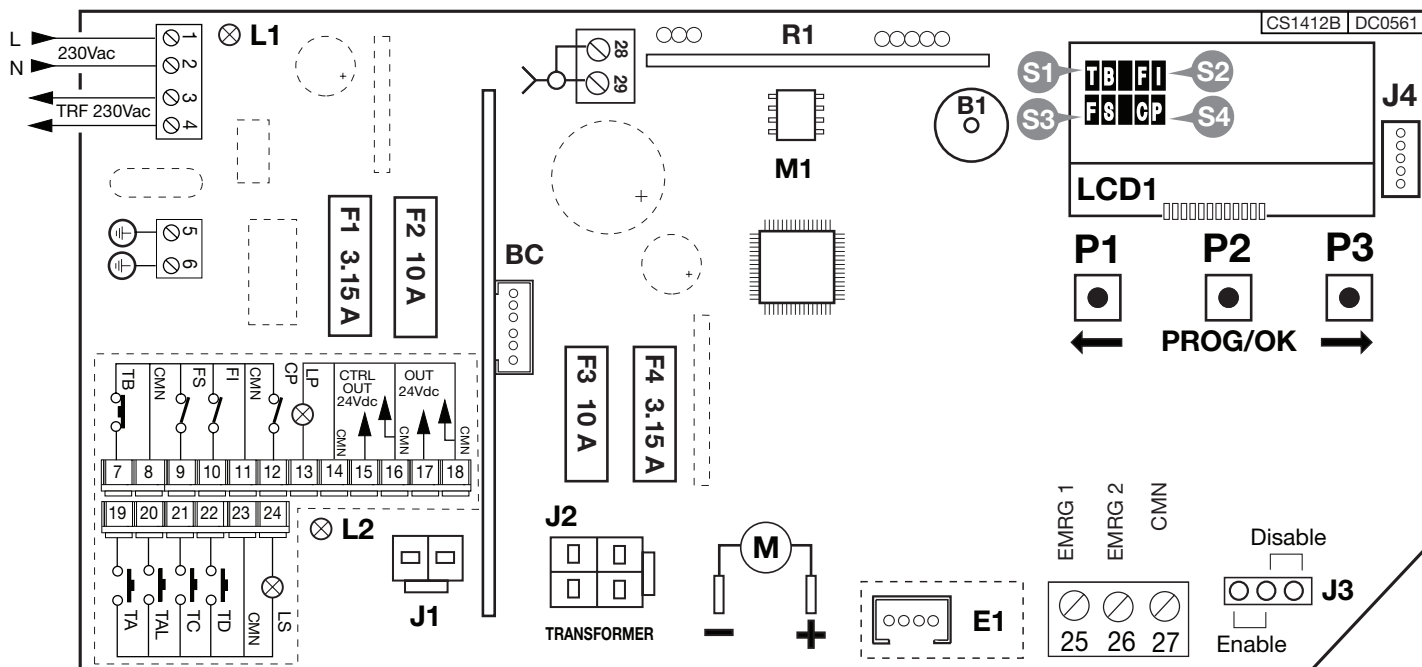 CS1412B DC0561
L 230Vac
N
TRF 230Vac
1
2
3
4
L1
28
29
R1
B1
M1
S1 TB FI S2
S3 FS CP S4
LCD1
J4
5
6
F1 3.15 A
F2 10 A
BC
P1 P2 P3
PROG/OK
F3 10 A
F4 3.15 A
TB CMN FS FI CMN CP LP CMN CTRL OUT 24Vdc CMN OUT 24Vdc CMN
7 8 9 10 11 12 13 14 15 16 17 18
19 20 21 22 23 24
L2
TA TAL TC TD CMN LS
J1
J2
TRANSFORMER
M
E1
EMRG 1 EMRG 2 CMN
25 26 27
Disable
J3
Enable